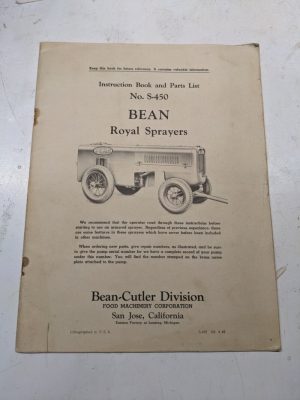 Keep this book for future reference. It contains valuable information.
Instruction Book and Parts List
No. S-450
BEAN
Royal Sprayers
We recommend that the operator read through these instructions before
starting to use an unused sprayer. Regardless of previous experience, there
are some features in these sprayers which have never before been included
in other machines.
When ordering new parts, give repair numbers, as illustrated, and be sure
to give the pump serial number for we have a complete record of your pump
under this number. You will find the number stamped on the brass name
plate attached to the pump.
Bean-Cutler Division
FOOD MACHINERY CORPORATION
San Jose, California
Eastern Factory at Lansing, Michigan
Lithographed in U. S. A.